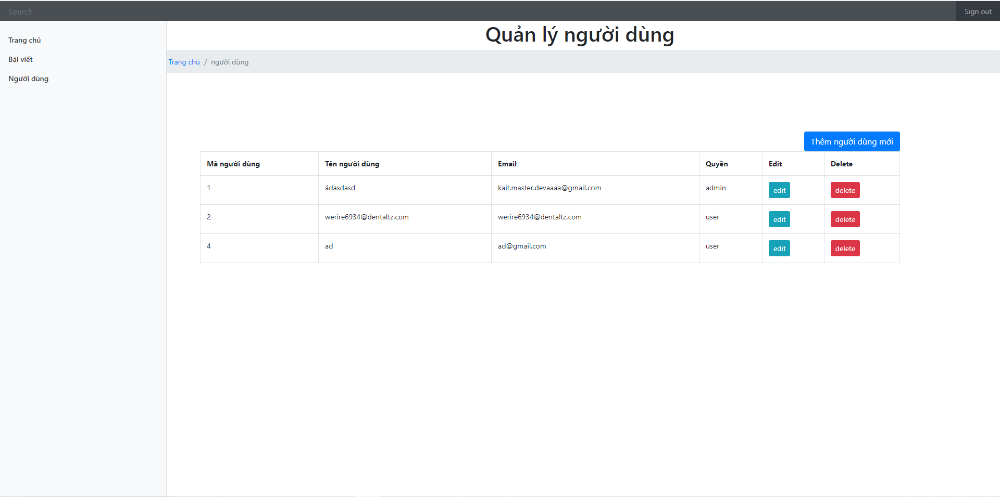 Search
Sign out
Trang chủ
Bài viết
Người dùng
Quản lý người dùng
Trang chủ / người dùng
Thêm người dùng mới
Mã người dùng Tên người dùng Email Quyền Edit Delete
1 ádasdasd kait.master.devaaaa@gmail.com admin edit delete
2 werire6934@dentaltz.com werire6934@dentaltz.com user edit delete
4 ad ad@gmail.com user edit delete